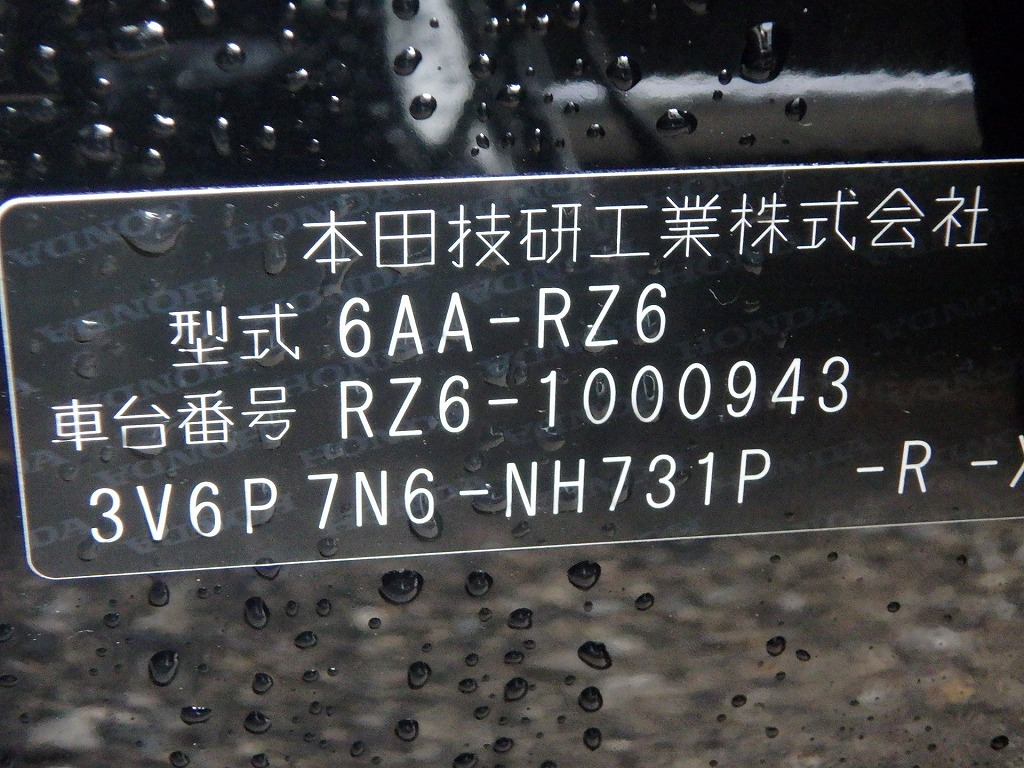 本田技研工業株式会社
型式 6AA-RZ6
車台番号 RZ6-1000943
3V6P 7N6-NH731P -R -X